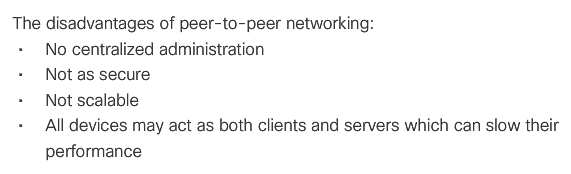 The disadvantages of peer-to-peer networking:
· No centralized administration
· Not as secure
· Not scalable
· All devices may act as both clients and servers which can slow their
performance